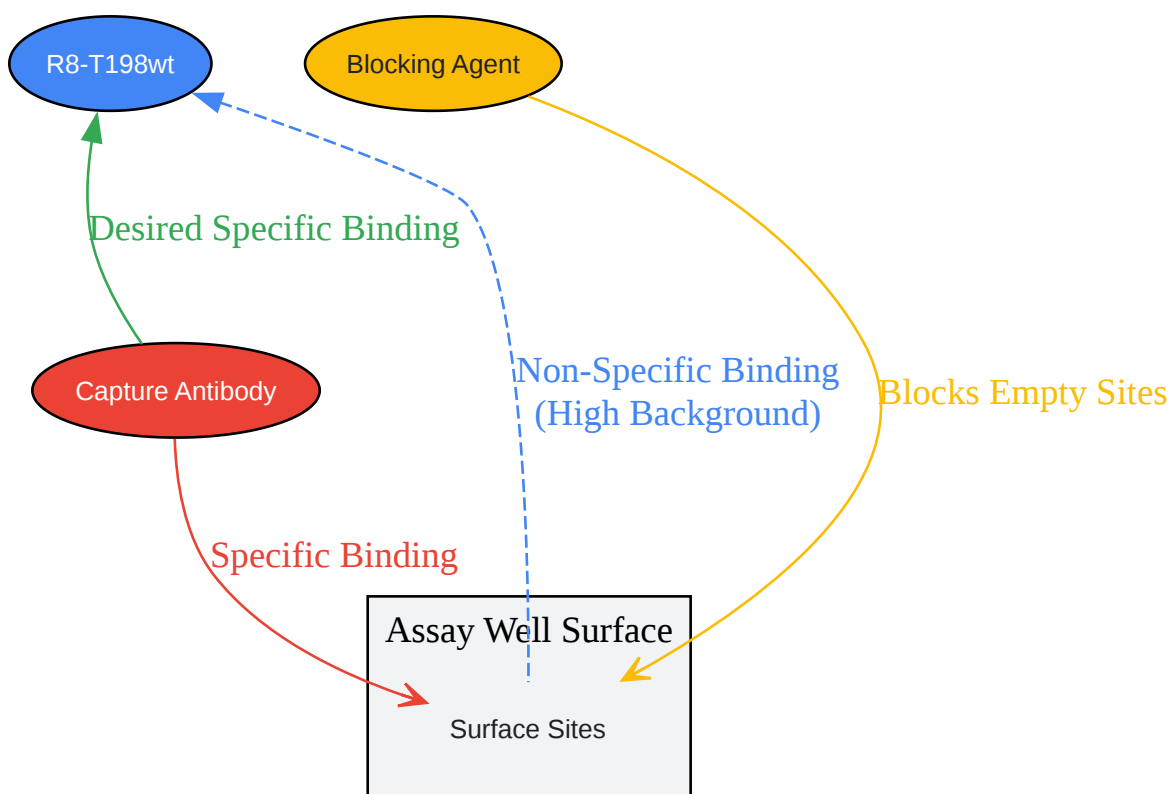 R8-T198wt
Blocking Agent
Desired Specific Binding
Non-Specific Binding
(High Background)
Blocks Empty Sites
Capture Antibody
Specific Binding
Assay Well Surface
Surface Sites